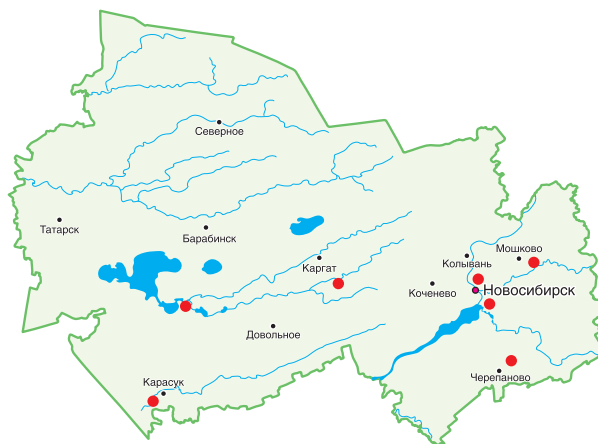 Северное
Татарск
Барабинск
Мошково
Колывань
Каргат
Коченево
Новосибирск
Довольное
Карасук
Черепаново